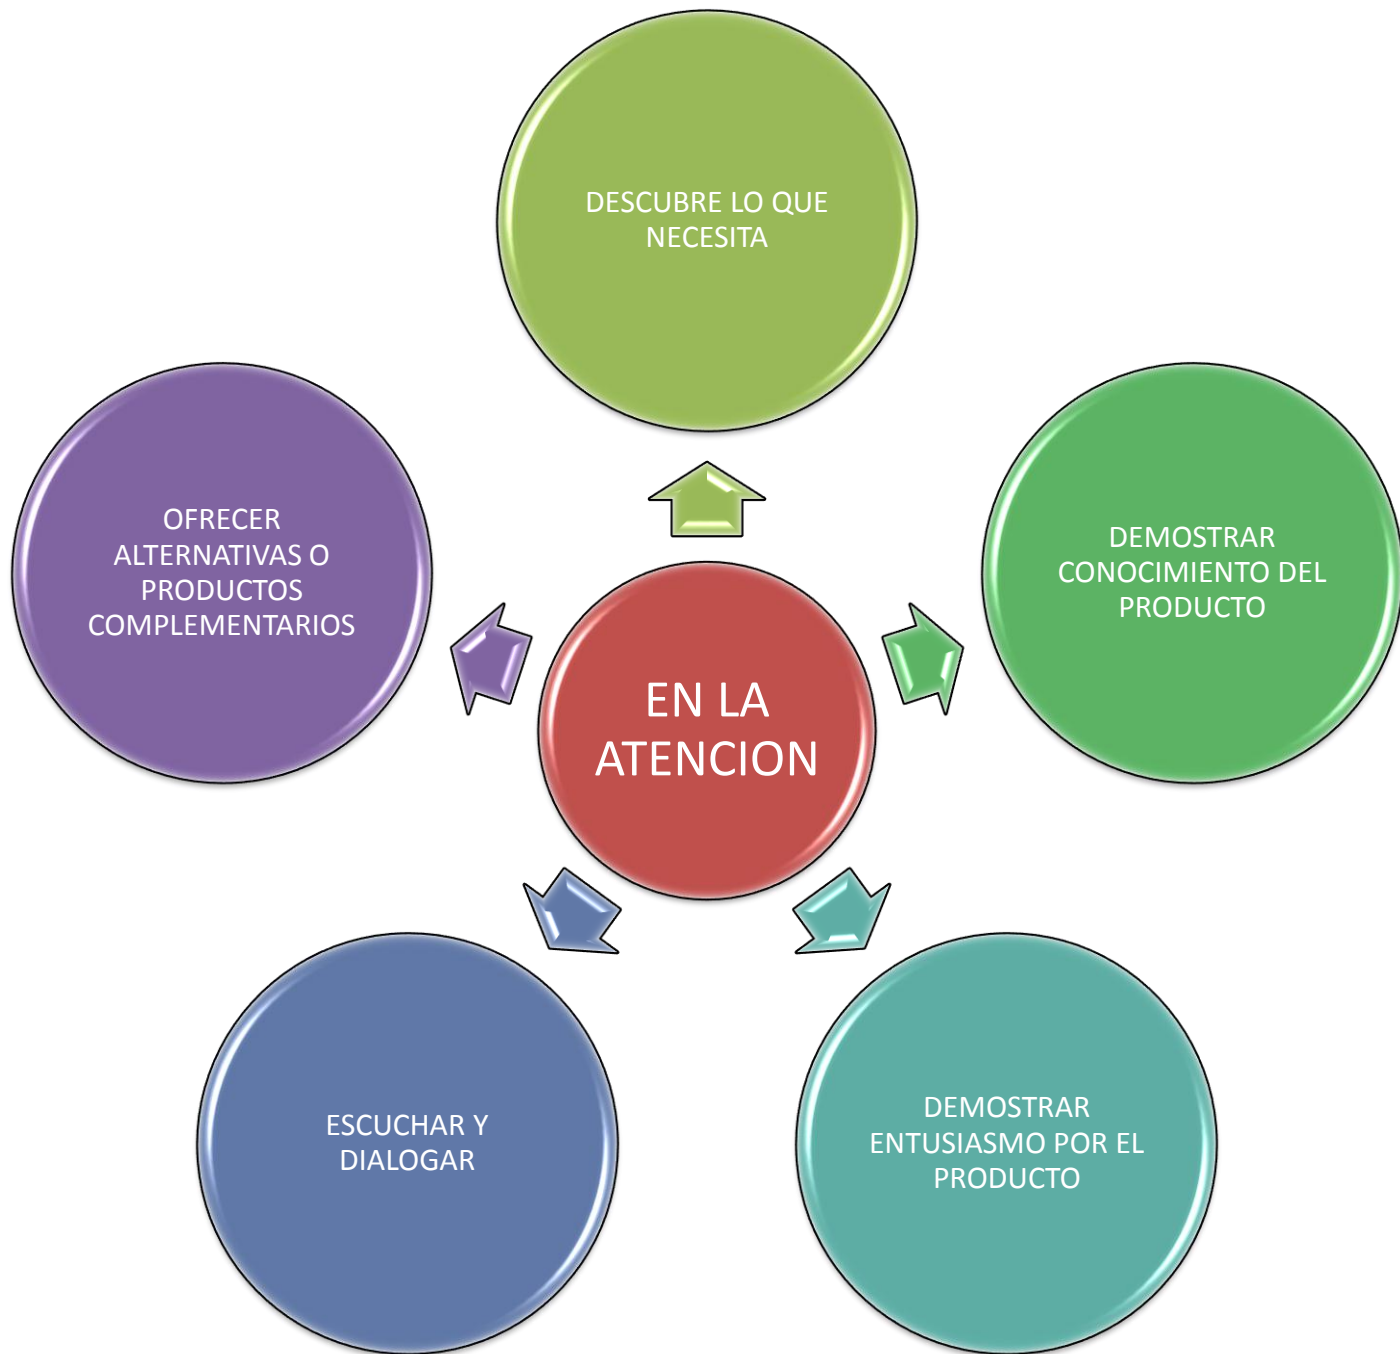 DESCUBRE LO QUE
NECESITA
DEMOSTRAR
CONOCIMIENTO DEL
PRODUCTO
DEMOSTRAR
ENTUSIASMO POR EL
PRODUCTO
ESCUCHAR Y
DIALOGAR
OFRECER
ALTERNATIVAS O
PRODUCTOS
COMPLEMENTARIOS
EN LA
ATENCION